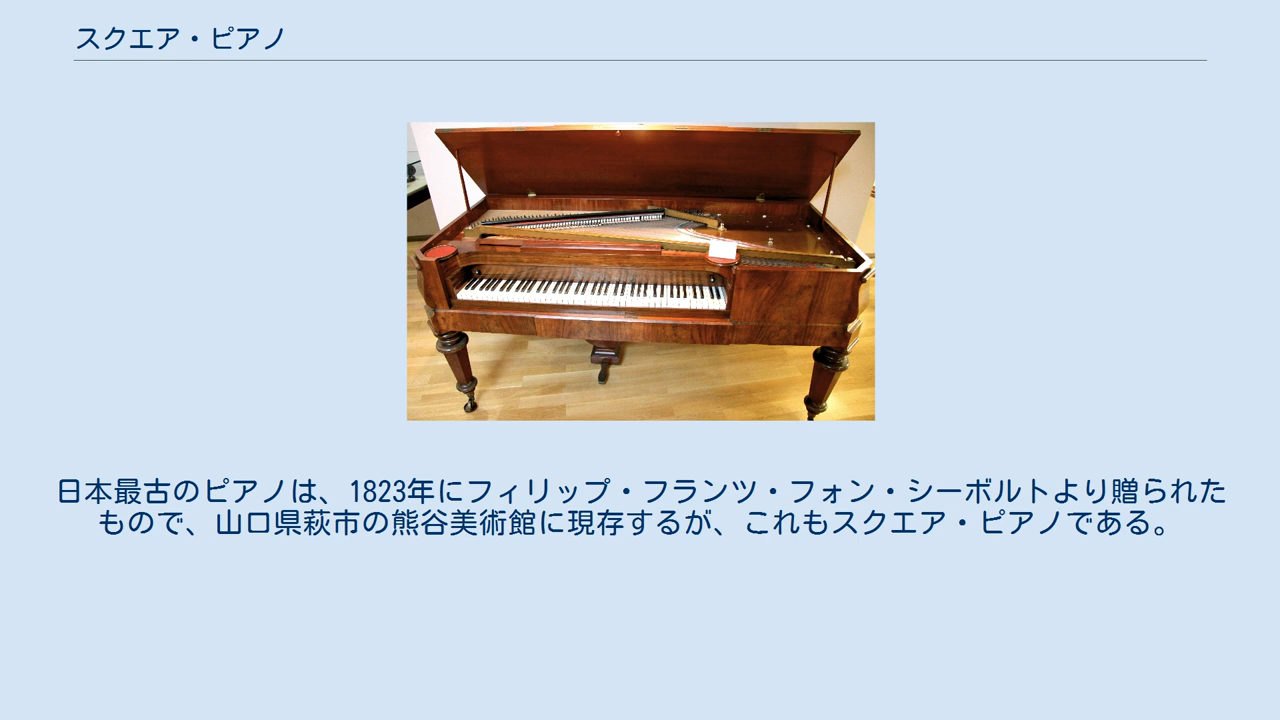 スクエア・ピアノ
日本最古のピアノは、1823年にフィリップ・フランツ・フォン・シーボルトより贈られた
もので、山口県萩市の熊谷美術館に現存するが、これもスクエア・ピアノである。